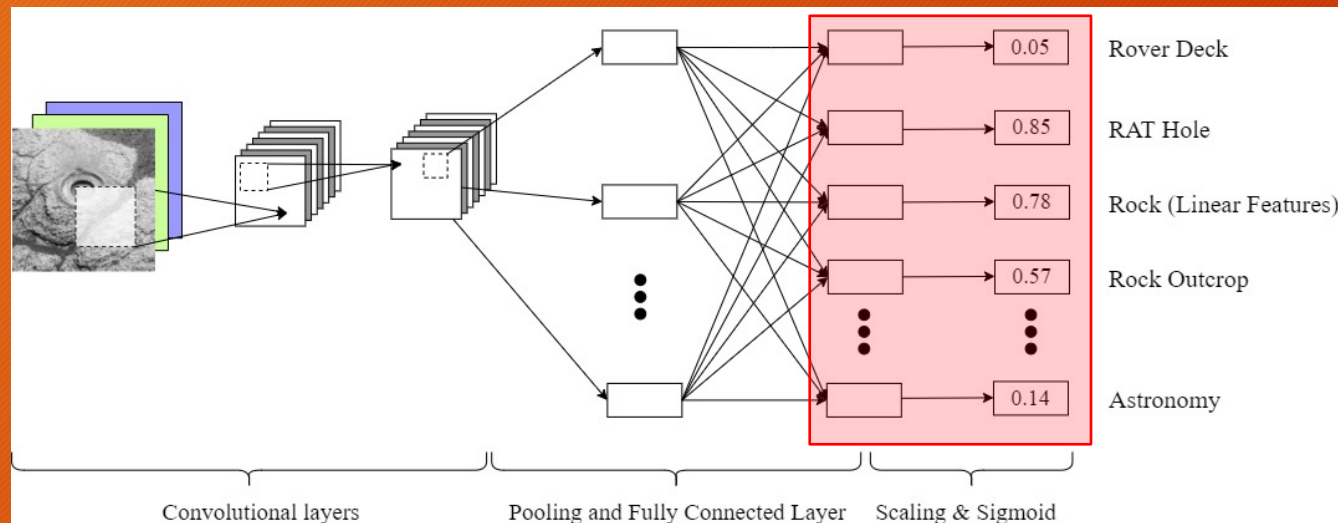 0.05 Rover Deck
0.85 RAT Hole
0.78 Rock (Linear Features)
0.57 Rock Outcrop
0.14 Astronomy
Convolutional layers Pooling and Fully Connected Layer Scaling & Sigmoid